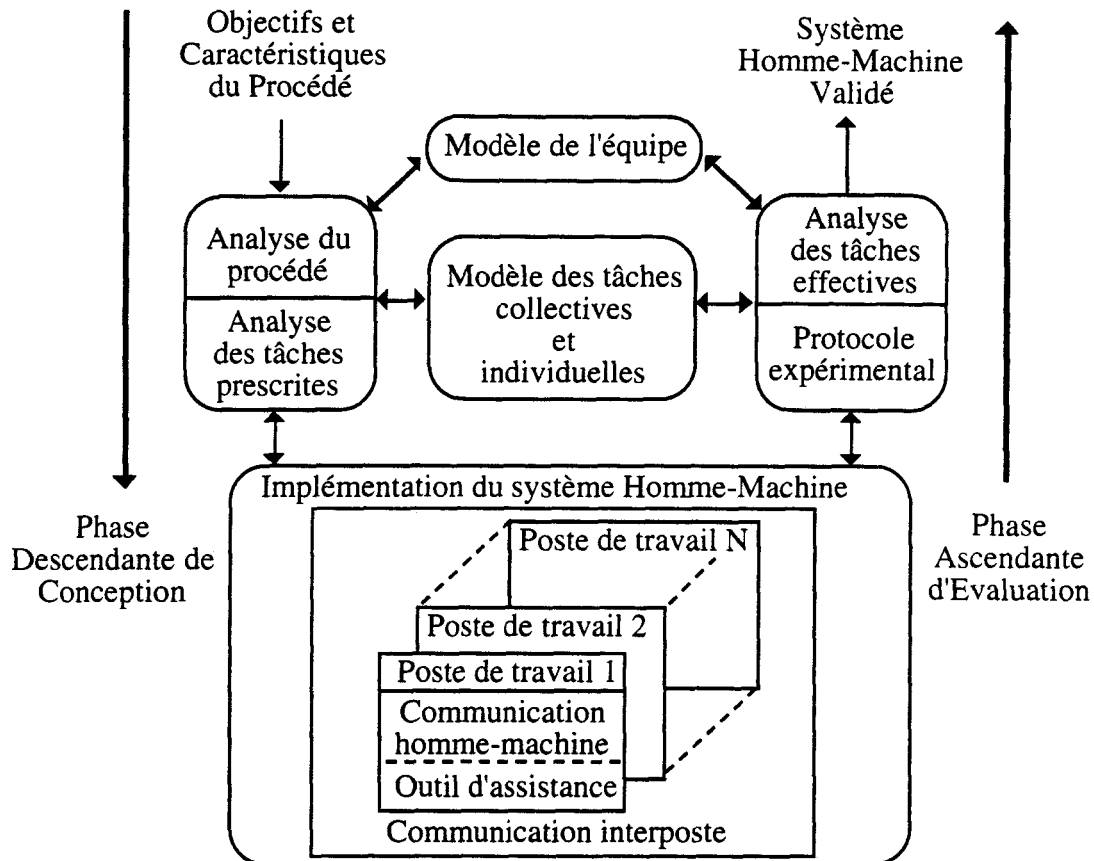 Objectifs et
Caractéristiques
du Procédé
Système
Homme-Machine
Validé
Modèle de l'équipe
Analyse du
procédé
Analyse
des tâches
prescrites
Modèle des tâches
collectives
et
individuelles
Analyse
des tâches
effectives
Protocole
expérimental
Phase
Descendante de
Conception
Phase
Ascendante
d'Evaluation
Implémentation du système Homme-Machine
Poste de travail N
Poste de travail 2
Poste de travail 1
Communication
homme-machine
Outil d'assistance
Communication interposte